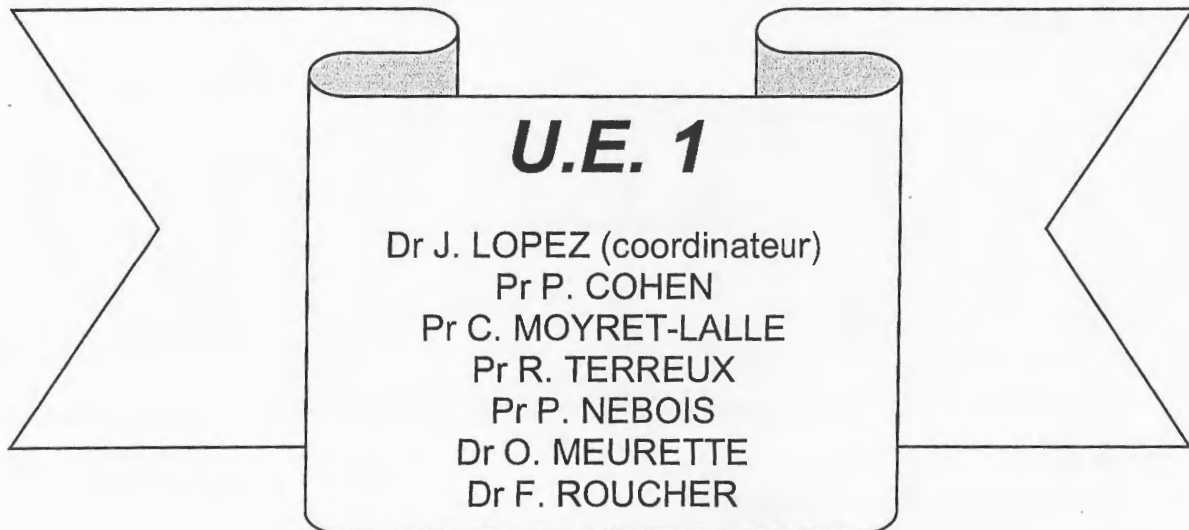 U.E. 1
Dr J. LOPEZ (coordinateur)
Pr P. COHEN
Pr C. MOYRET-LALLE
Pr R. TERREUX
Pr P. NEBOIS
Dr O. MEURETTE
Dr F. ROUCHER